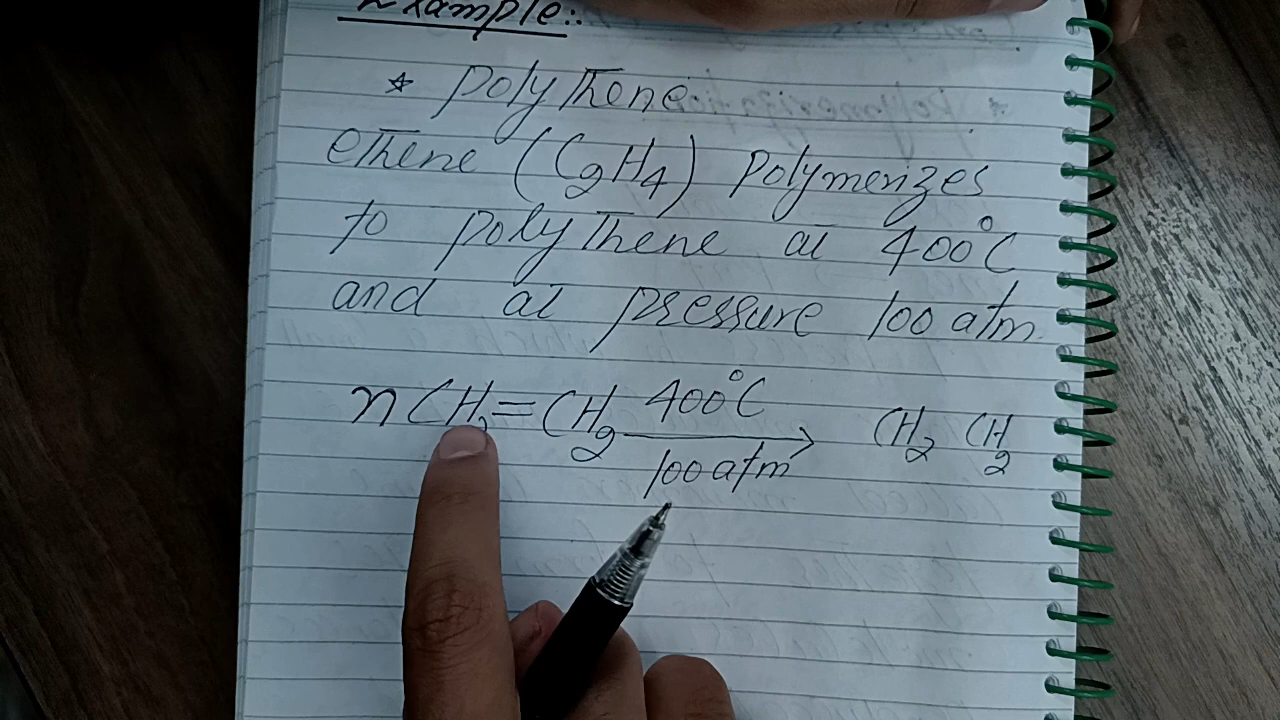 Example:
* polythene
ethene (C2H4) polymerizes
to polythene at 400°C
and at pressure 100 atm.
nCH2=CH2 400°C CH2 CH2
100 atm